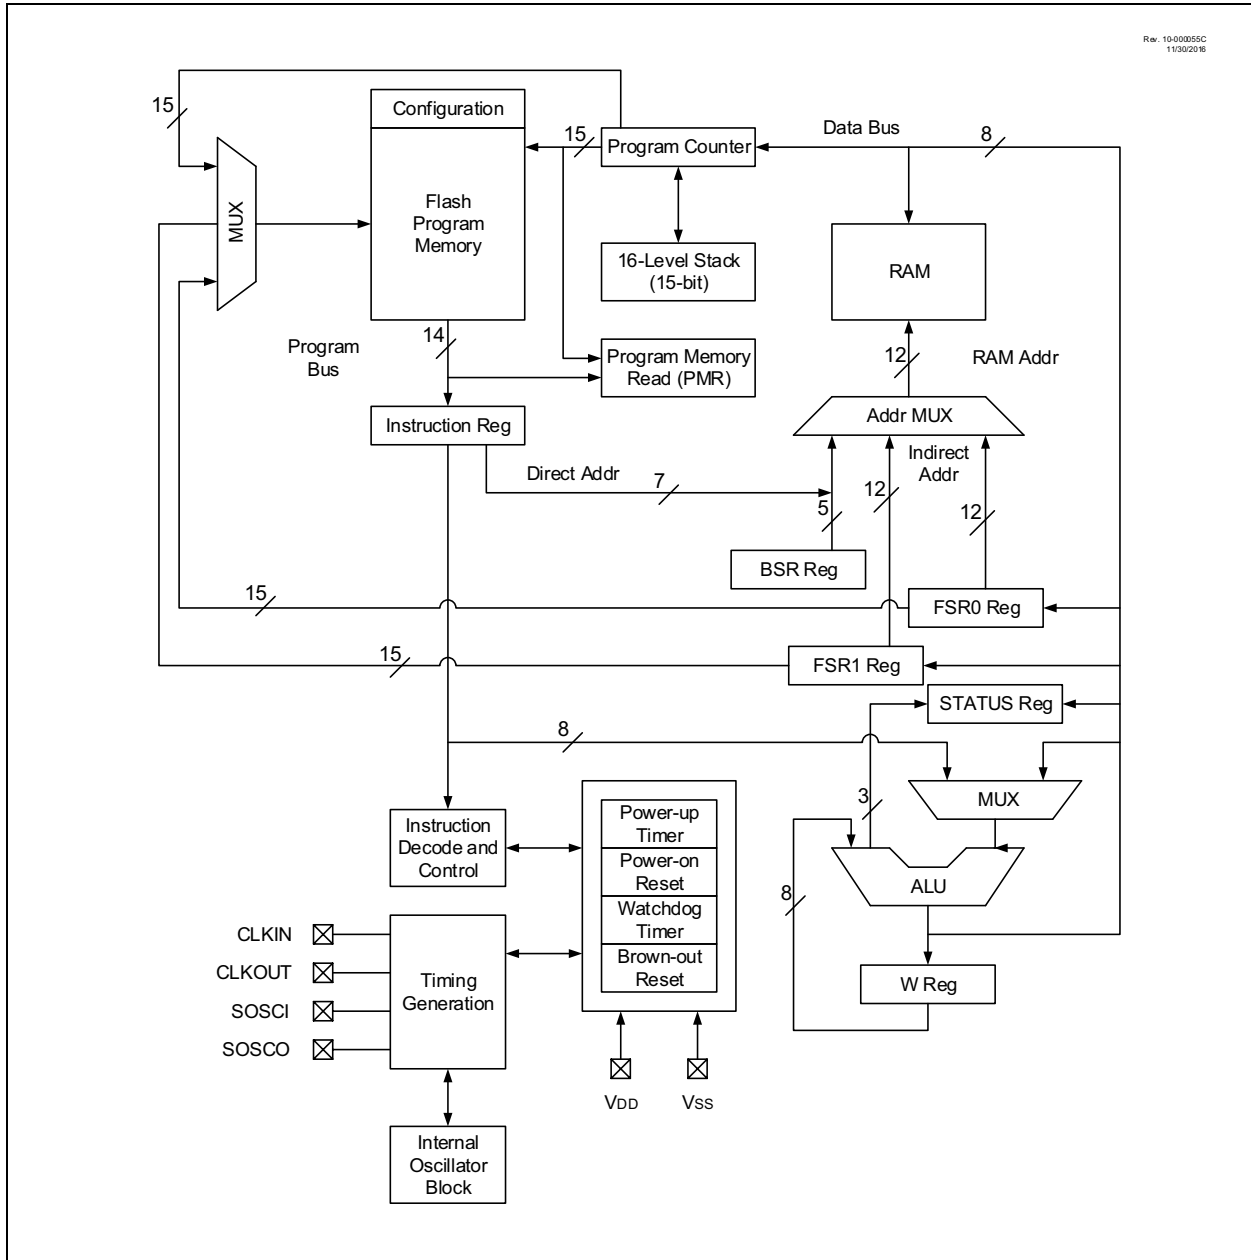 Rev. 10-000055C
11/30/2016
15
Configuration
15
Program Counter
Data Bus
8
MUX
Flash
Program
Memory
16-Level Stack
(15-bit)
RAM
Program
Bus
14
Program Memory
Read (PMR)
12
RAM Addr
Instruction Reg
Addr MUX
Direct Addr
7
Indirect
Addr
12
5
12
BSR Reg
15
FSR0 Reg
15
FSR1 Reg
STATUS Reg
8
MUX
3
Instruction
Decode and
Control
Power-up
Timer
Power-on
Reset
Watchdog
Timer
Brown-out
Reset
ALU
8
W Reg
CLKIN
CLKOUT
SOSCI
SOSCO
Timing
Generation
VDD
VSS
Internal
Oscillator
Block